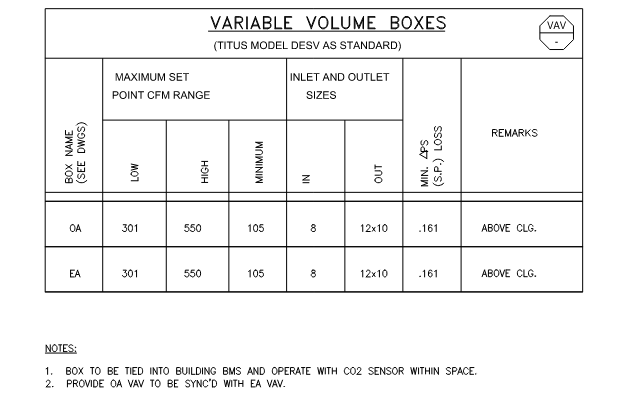 VARIABLE VOLUME BOXES
(TITUS MODEL DESV AS STANDARD)
VAV
-
BOX NAME
(SEE DWGS)
MAXIMUM SET
POINT CFM RANGE
LOW
HIGH
MINIMUM
INLET AND OUTLET
SIZES
IN
OUT
MIN. △PS
(S.P.) LOSS
REMARKS
OA 301 550 105 8 12x10 .161 ABOVE CLG.
EA 301 550 105 8 12x10 .161 ABOVE CLG.
NOTES:
1. BOX TO BE TIED INTO BUILDING BMS AND OPERATE WITH CO2 SENSOR WITHIN SPACE.
2. PROVIDE OA VAV TO BE SYNC'D WITH EA VAV.